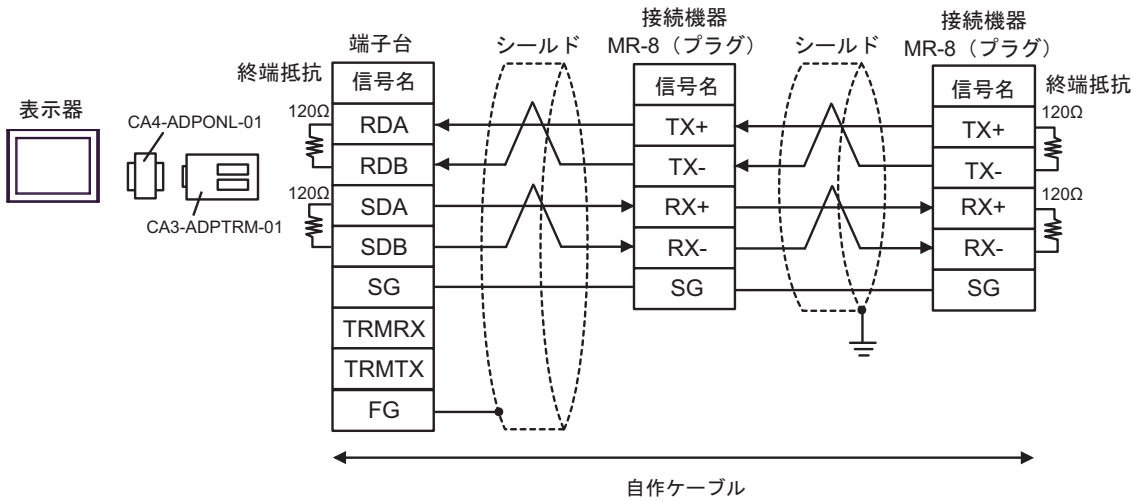 表示器
CA4-ADPONL-01
CA3-ADPTRM-01
終端抵抗
120Ω
120Ω
端子台
信号名
RDA
RDB
SDA
SDB
SG
TRMRX
TRMTX
FG
シールド
接続機器
MR-8（プラグ）
信号名
TX+
TX-
RX+
RX-
SG
シールド
接続機器
MR-8（プラグ）
信号名
TX+
TX-
RX+
RX-
SG
終端抵抗
120Ω
120Ω
自作ケーブル